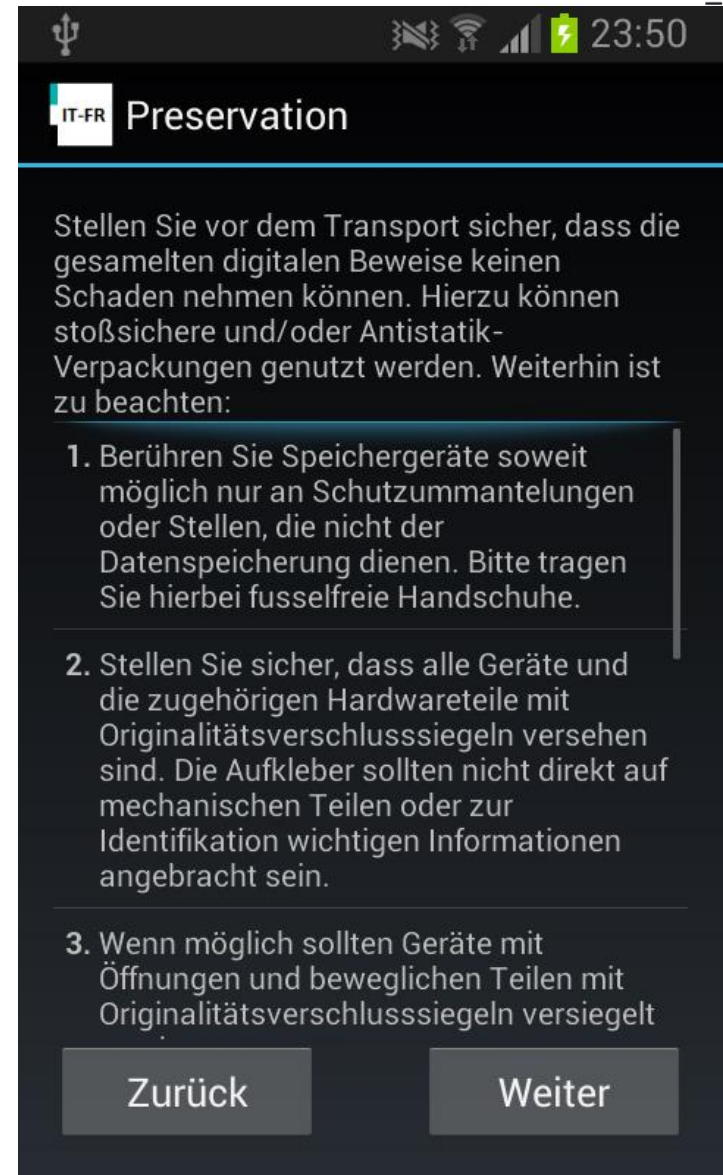 23:50
IT-FR Preservation
Stellen Sie vor dem Transport sicher, dass die
gesamelten digitalen Beweise keinen
Schaden nehmen können. Hierzu können
stoßsichere und/oder Antistatik-
Verpackungen genutzt werden. Weiterhin ist
zu beachten:
1. Berühren Sie Speichergeräte soweit
möglich nur an Schutzummantelungen
oder Stellen, die nicht der
Datenspeicherung dienen. Bitte tragen
Sie hierbei fusselfreie Handschuhe.
2. Stellen Sie sicher, dass alle Geräte und
die zugehörigen Hardwareteile mit
Originalitätsverschlusssiegeln versehen
sind. Die Aufkleber sollten nicht direkt auf
mechanischen Teilen oder zur
Identifikation wichtigen Informationen
angebracht sein.
3. Wenn möglich sollten Geräte mit
Öffnungen und beweglichen Teilen mit
Originalitätsverschlusssiegeln versiegelt
Zurück Weiter